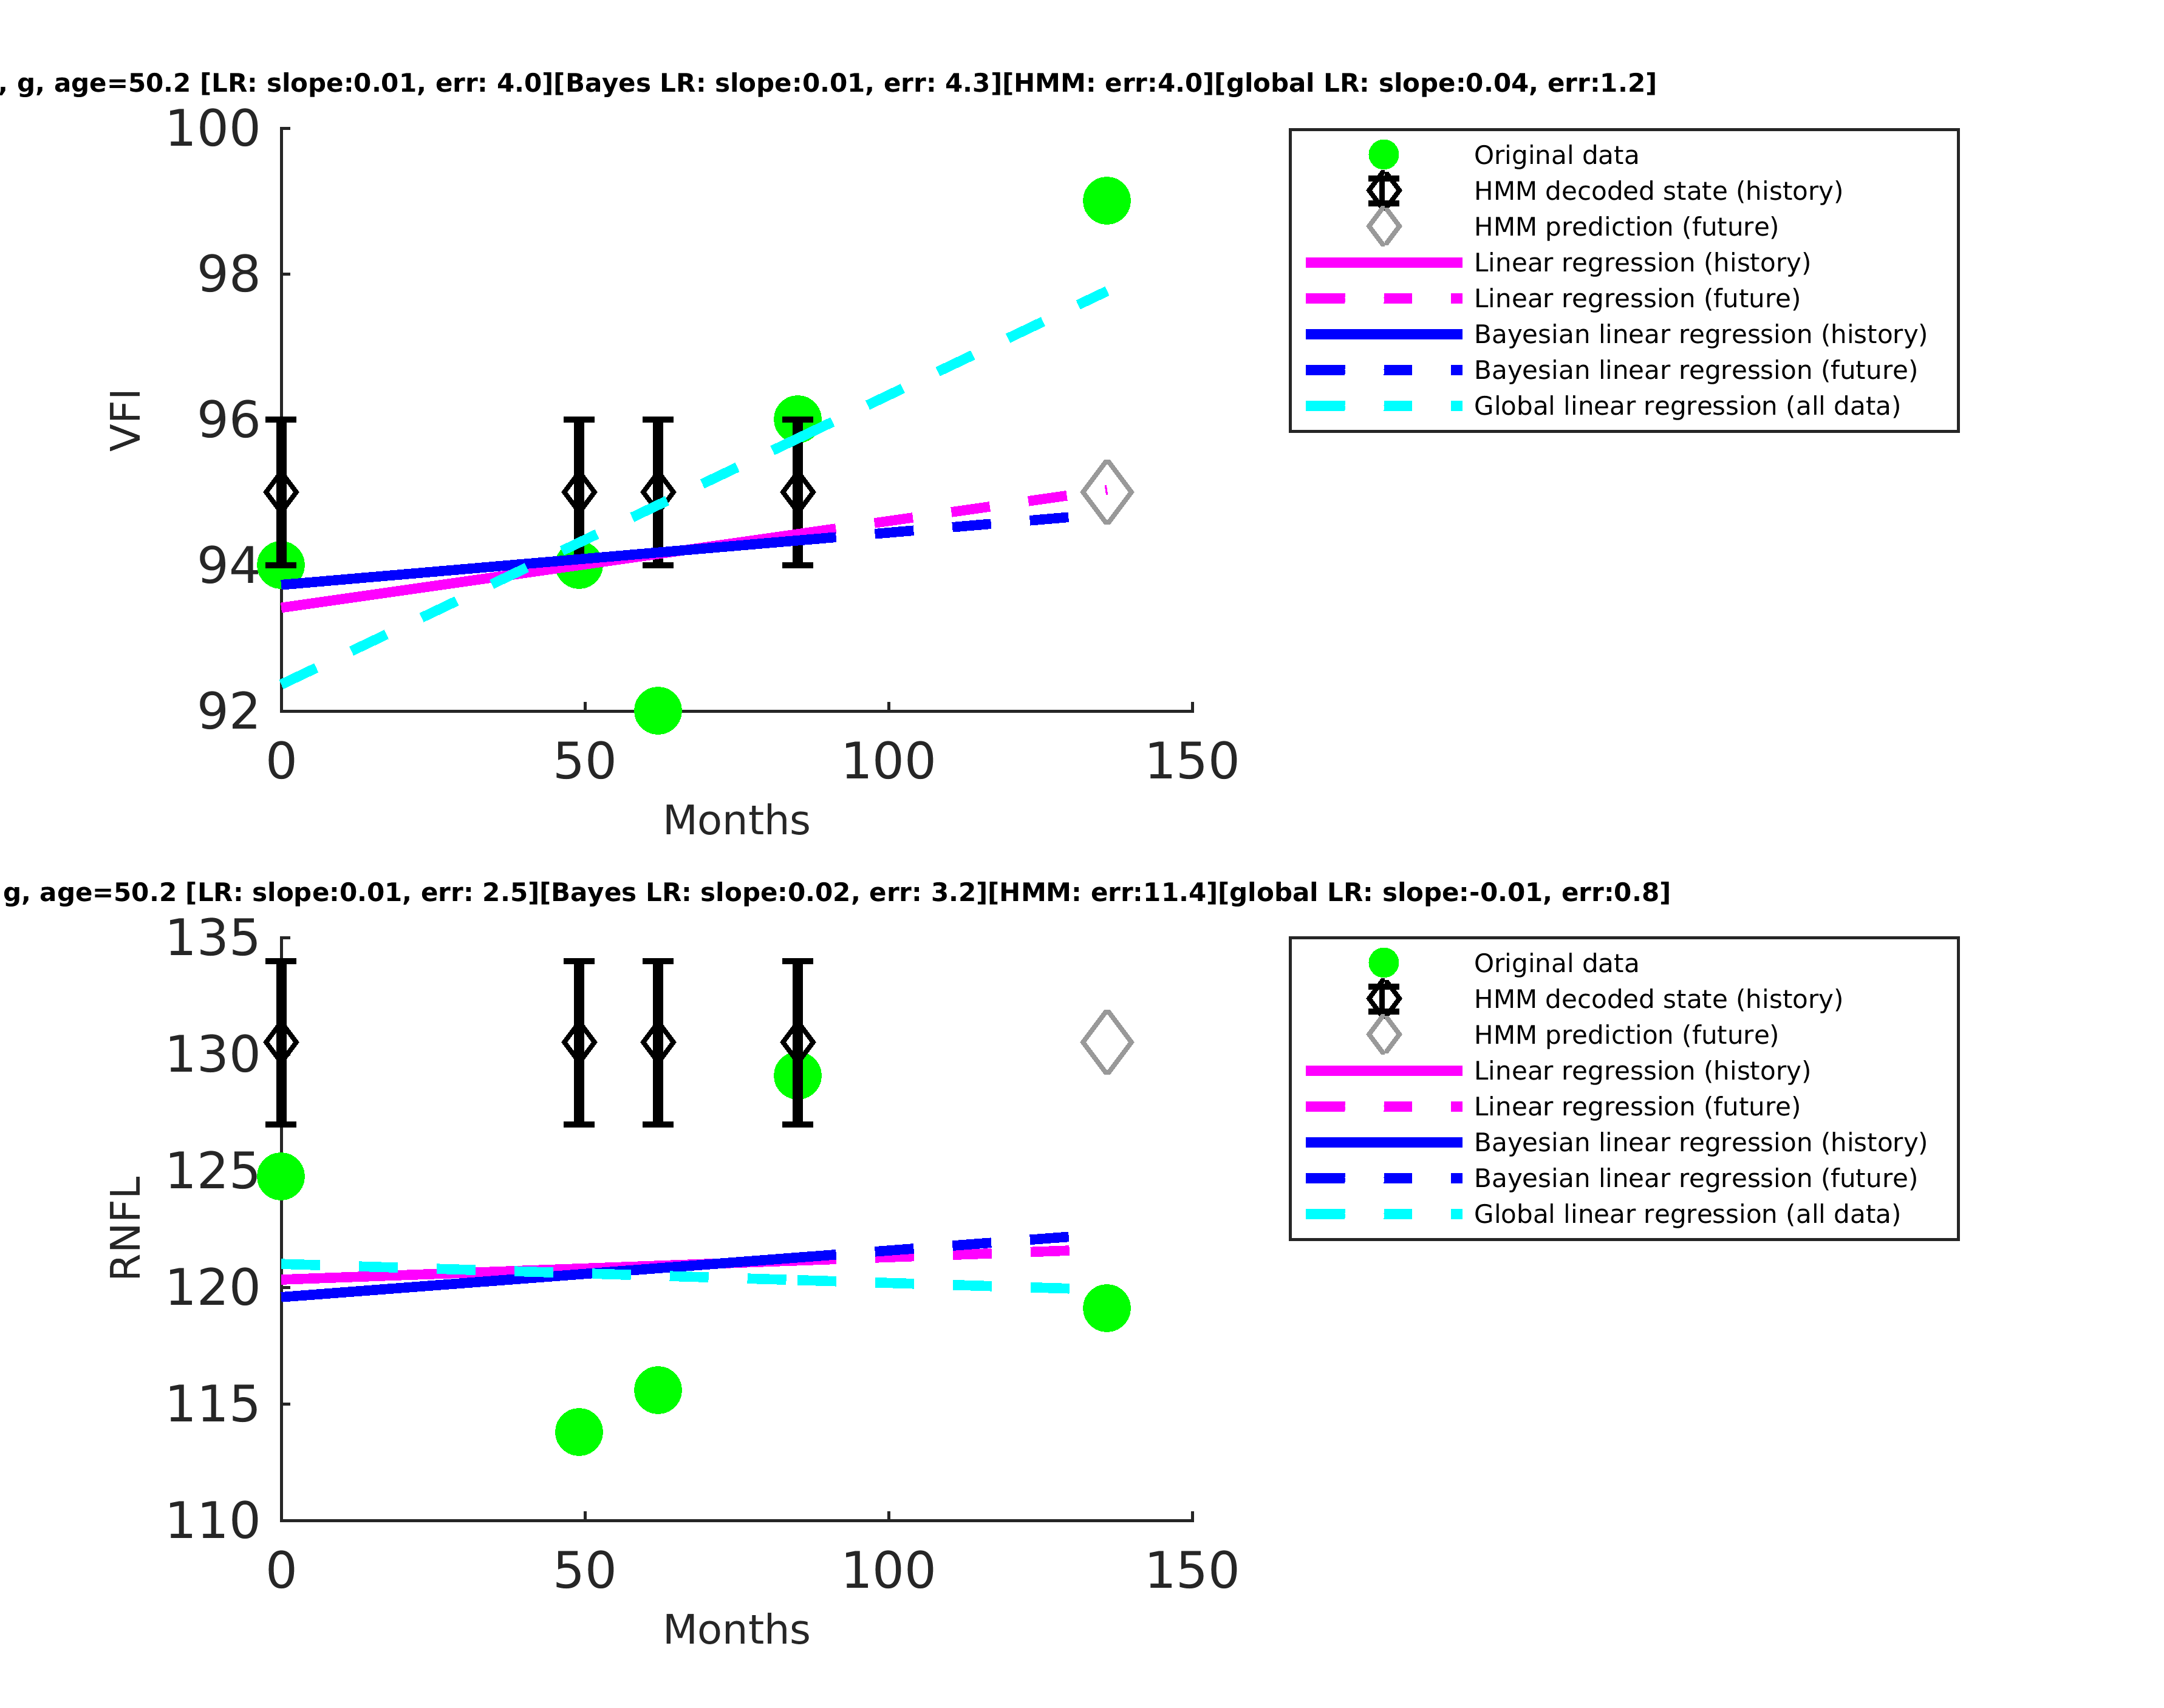 , g, age=50.2 [LR: slope:0.01, err: 4.0][Bayes LR: slope:0.01, err: 4.3][HMM: err:4.0][global LR: slope:0.04, err:1.2]
100
98
96
94
92
VFI
0 50 100 150
Months
Original data
HMM decoded state (history)
HMM prediction (future)
Linear regression (history)
Linear regression (future)
Bayesian linear regression (history)
Bayesian linear regression (future)
Global linear regression (all data)
g, age=50.2 [LR: slope:0.01, err: 2.5][Bayes LR: slope:0.02, err: 3.2][HMM: err:11.4][global LR: slope:-0.01, err:0.8]
135
130
125
120
115
110
RNFL
0 50 100 150
Months
Original data
HMM decoded state (history)
HMM prediction (future)
Linear regression (history)
Linear regression (future)
Bayesian linear regression (history)
Bayesian linear regression (future)
Global linear regression (all data)